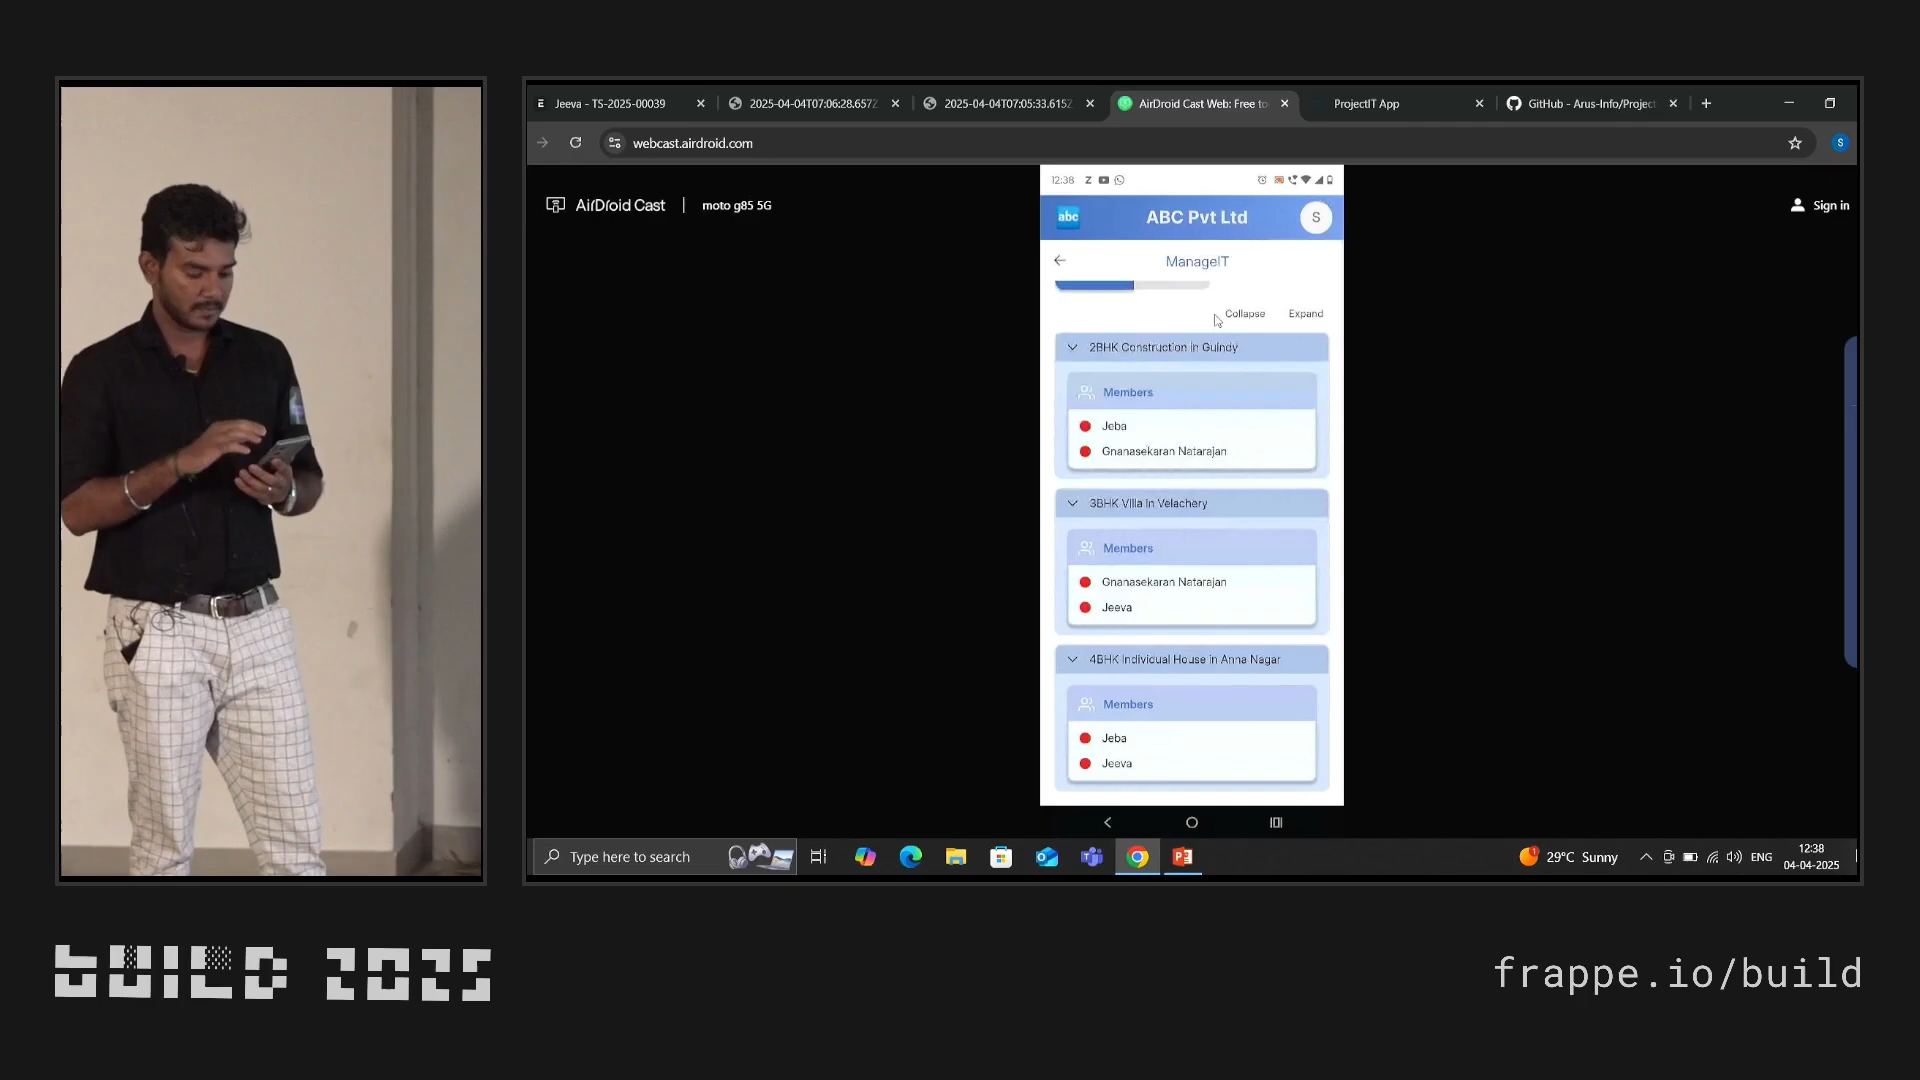 Jeeva - TS-2025-00039
2025-04-04T07:06:28.657Z
2025-04-04T07:05:33.615Z
AirDroid Cast Web: Free to
ProjectIT App
GitHub - Arus-Info/Project
webcast.airdroid.com
S
AirDroid Cast | moto g85 5G
Sign in
12:38
abc
ABC Pvt Ltd
S
ManageIT
Collapse
Expand
2BHK Construction in Guindy
Members
Jeba
Gnanasekaran Natarajan
3BHK Villa in Velachery
Members
Gnanasekaran Natarajan
Jeeva
4BHK Individual House in Anna Nagar
Members
Jeba
Jeeva
Type here to search
29°C Sunny
ENG
12:38
04-04-2025
BUILD 2025
frappe.io/build